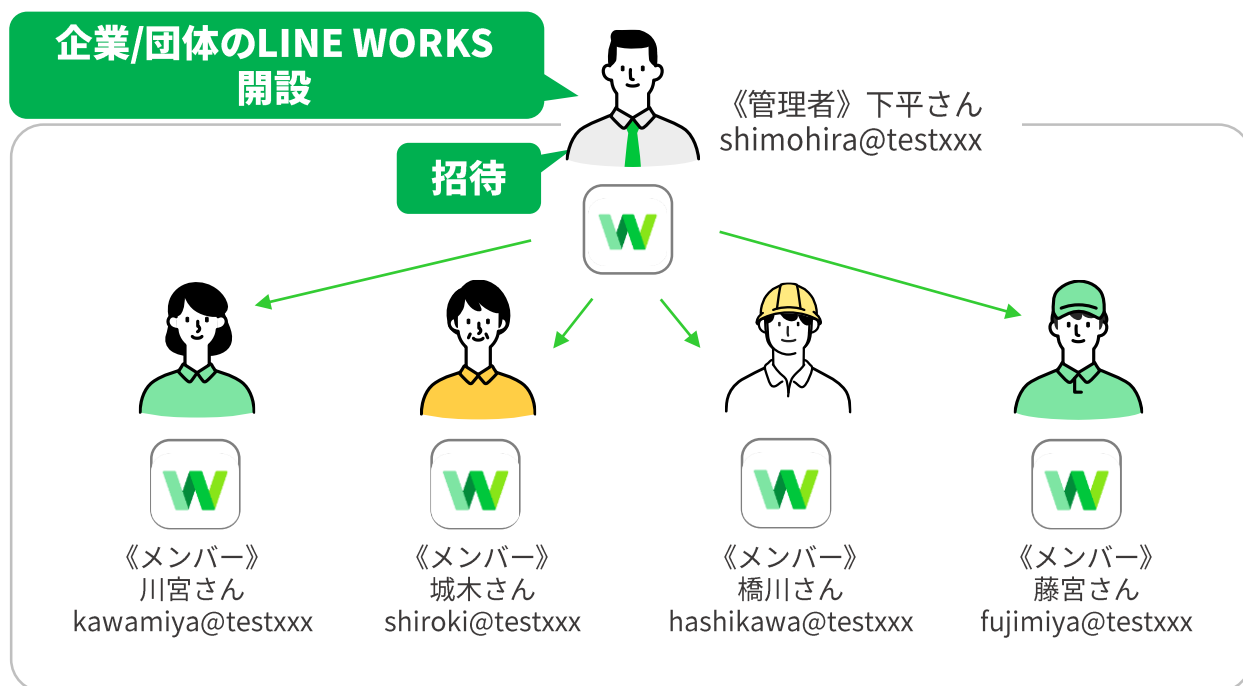 企業/団体のLINE WORKS
開設
《管理者》下平さん
shimohira@testxxx
招待
《メンバー》
川宮さん
kawamiya@testxxx
《メンバー》
城木さん
shiroki@testxxx
《メンバー》
橋川さん
hashikawa@testxxx
《メンバー》
藤宮さん
fujimiya@testxxx